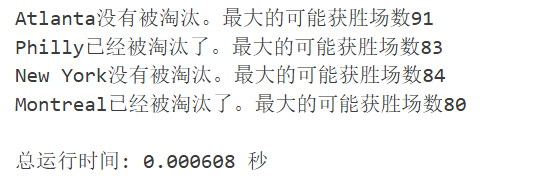 Atlanta没有被淘汰。最大的可能获胜场数91
Philly已经被淘汰了。最大的可能获胜场数83
New York没有被淘汰。最大的可能获胜场数84
Montreal已经被淘汰了。最大的可能获胜场数80
总运行时间: 0.000608 秒